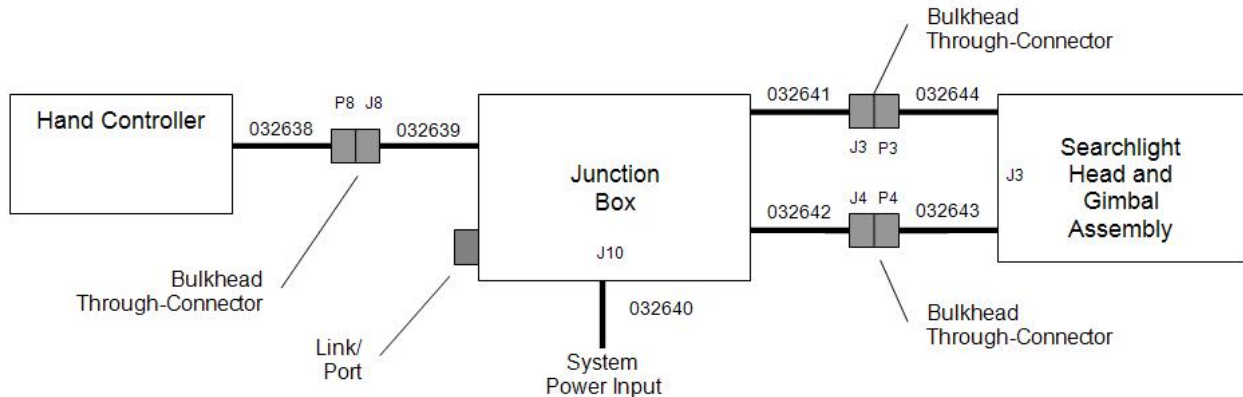 Bulkhead
Through-Connector
Hand Controller
032638
P8 J8
032639
Junction
Box
J10
032641
032644
J3 P3
J3
Searchlight
Head and
Gimbal
Assembly
032642
J4 P4
032643
Bulkhead
Through-Connector
Link/
Port
032640
System
Power Input
Bulkhead
Through-Connector